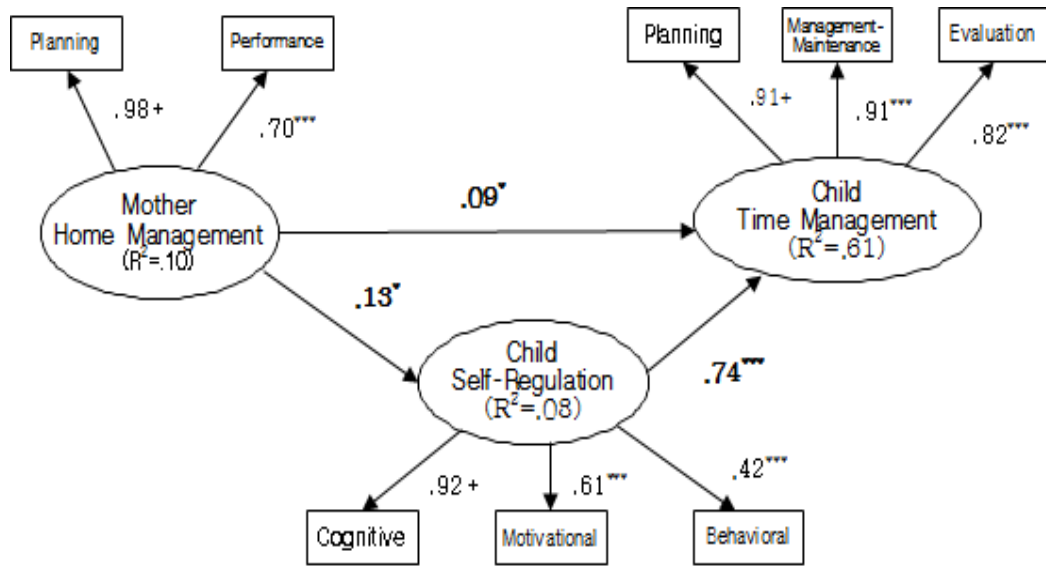 Planning
Performance
Planning
Management-
Maintenance
Evaluation
.98+
.70***
.91+
.91***
.82***
Mother
Home Management
(R²=.10)
.09*
Child
Time Management
(R²=.61)
.13*
Child
Self-Regulation
(R²=.08)
.74***
.92+
.61***
.42***
Cognitive
Motivational
Behavioral